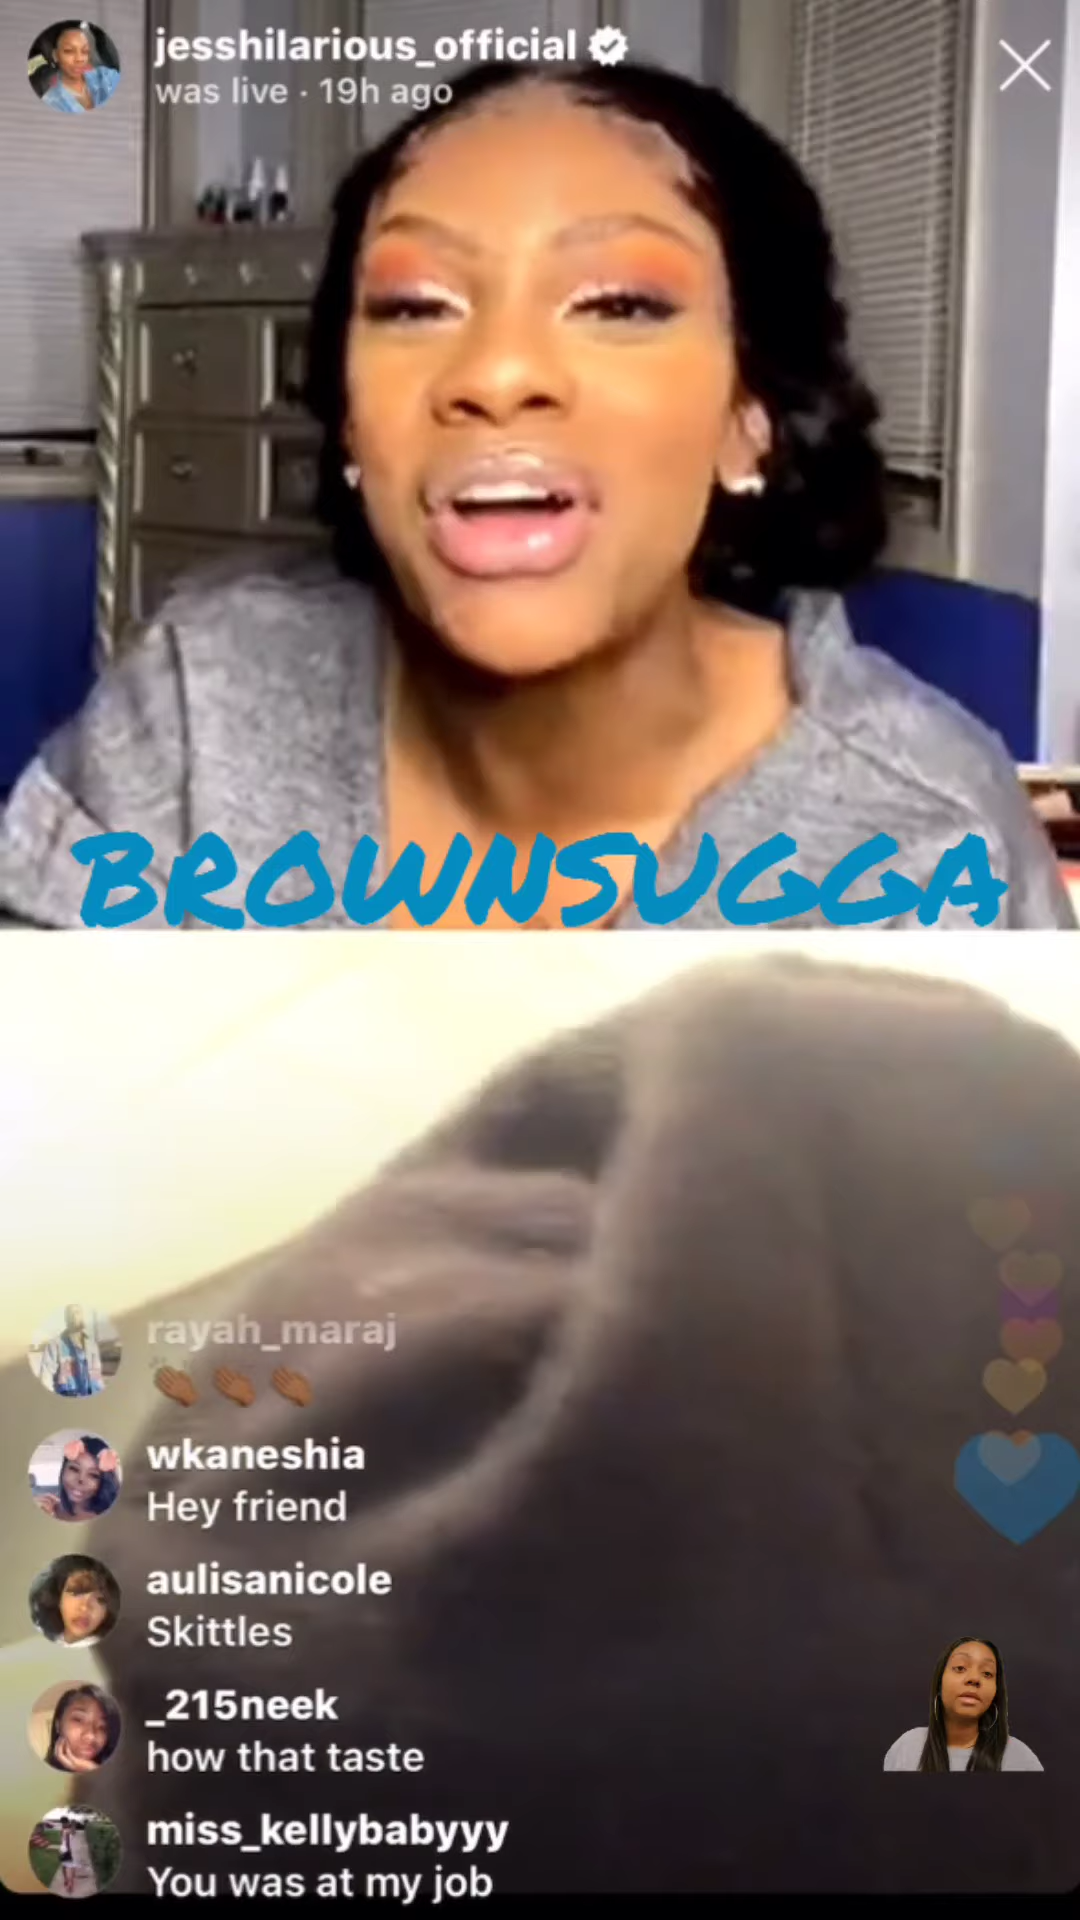 jesshilarious_official
was live · 19h ago
BROWNSUGGA
rayah_maraj
👏🏾 👏🏾 👏🏾
wkaneshia
Hey friend
aulisanicole
Skittles
_215neek
how that taste
miss_kellybabyyy
You was at my job